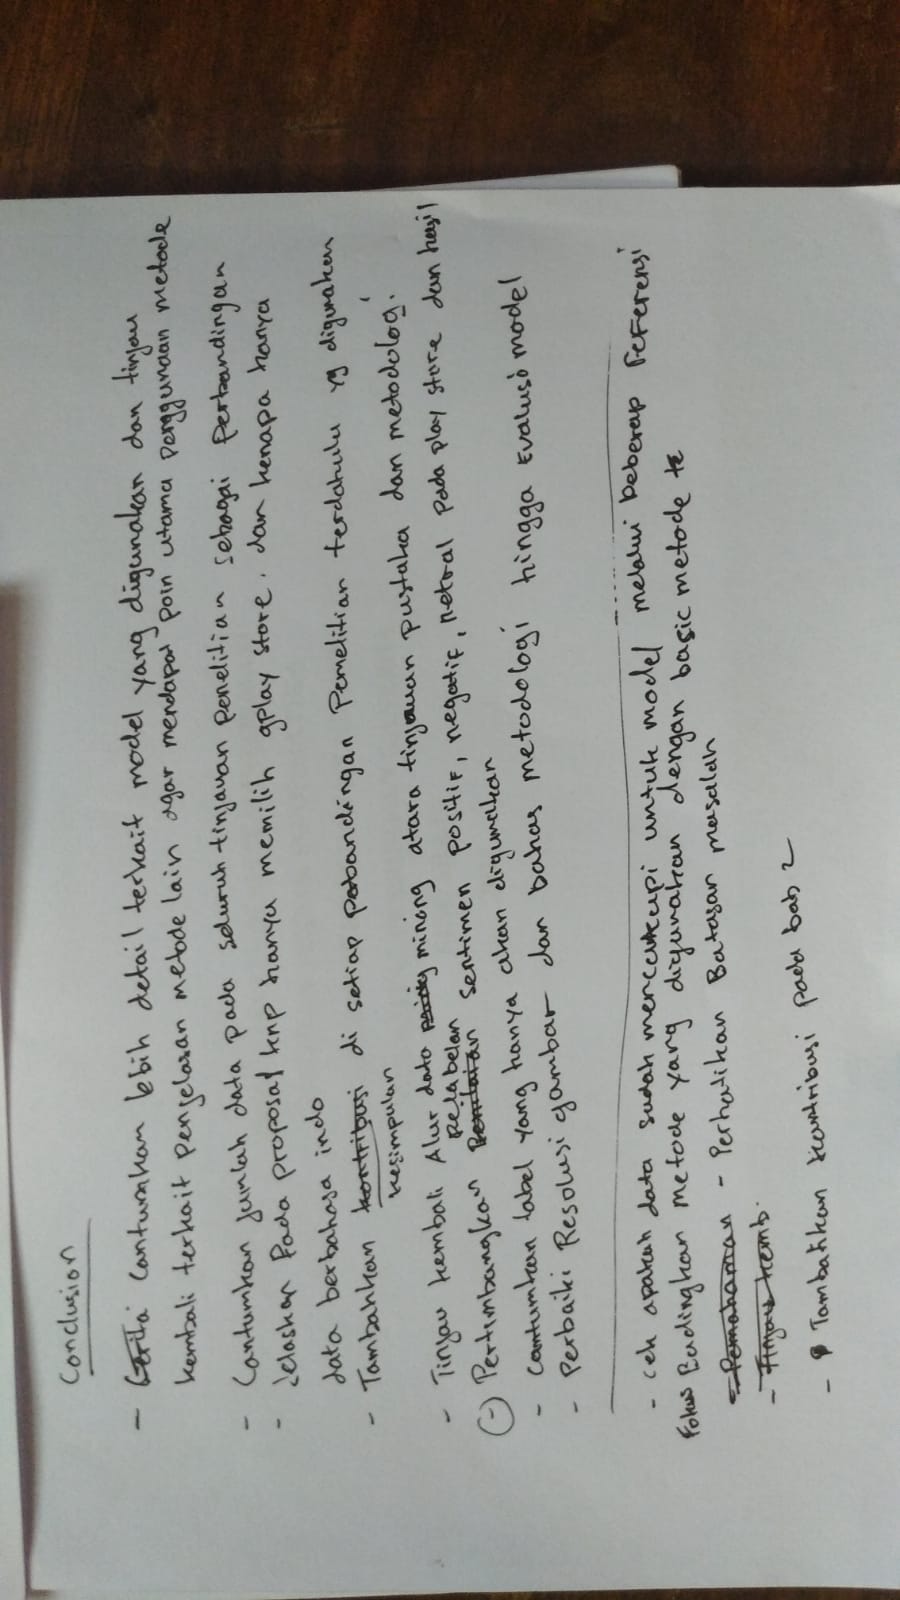 Conclusion
- Cantumkan lebih detail terkait model yang digunakan dan tinjau
kembali terkait penjelasan metode lain agar mendapat poin utama penggunaan metode
- Cantumkan jumlah data pada seluruh tinjauan penelitian sebagai perbandingan
- Jelaskan Pada proposal knp hanya memilih gplay store. dan kenapa hanya
data berbahasa indo
- Tambahkan kontribusi di setiap pebandingan Penelitian terdahulu yg digunakan
kesimpulan
- Tinjau kembali Alur data mining atara tinjauan pustaka dan metodologi
Pelabelan
- Pertimbangkan Penilaian sentimen positif, negatif, netral pada play store dan hasil
- Cantumkan label yang hanya akan digunakan
- Perbaiki Resolusi gambar dan bahas metodologi hingga Evaluasi model
- cek apakah data sudah mencukupi untuk model melalui beberap referensi
Fokus Badingkan metode yang digunakan dengan basic metode
- Pemahaman - Perhatikan Batasan masalah
- Tinjau kemb.
- Tambahkan kontribusi pada bab 2